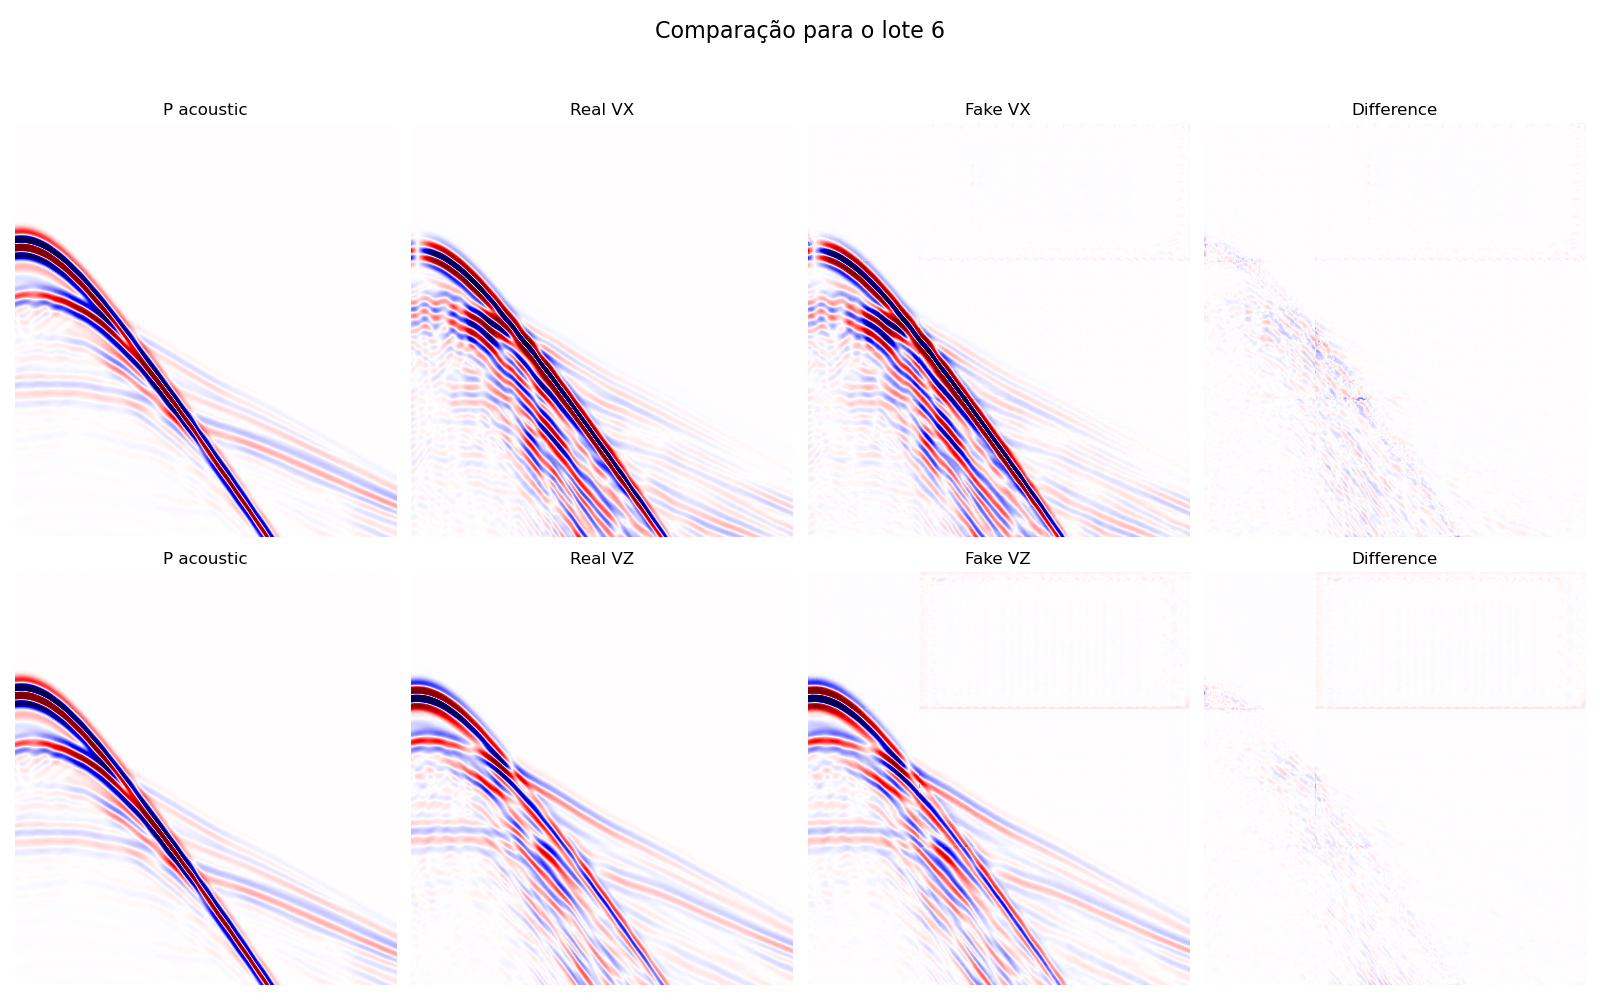 Comparação para o lote 6
P acoustic
Real VX
Fake VX
Difference
P acoustic
Real VZ
Fake VZ
Difference